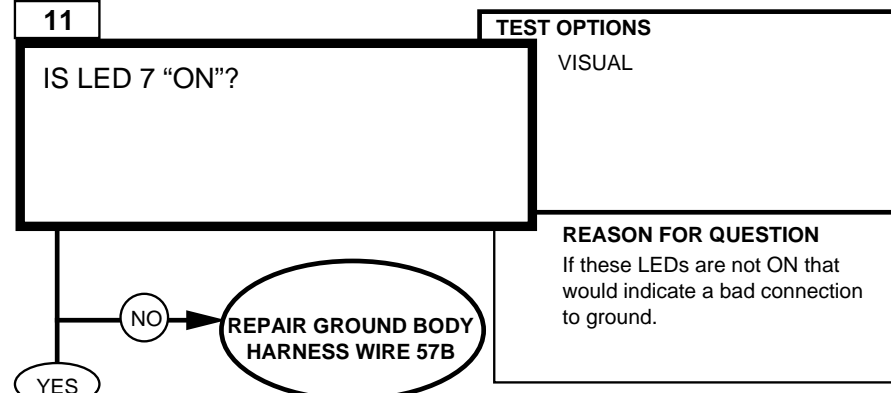 11
IS LED 7 “ON”?
TEST OPTIONS
VISUAL
REASON FOR QUESTION
If these LEDs are not ON that
would indicate a bad connection
to ground.
NO
REPAIR GROUND BODY
HARNESS WIRE 57B
YES